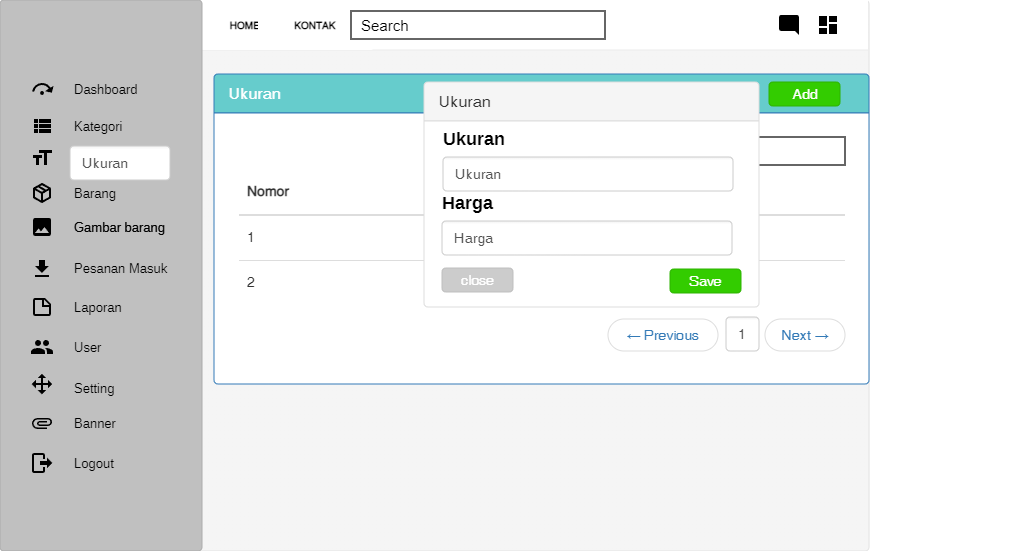 HOME
KONTAK
Search
Dashboard
Kategori
Ukuran
Barang
Gambar barang
Pesanan Masuk
Laporan
User
Setting
Banner
Logout
Ukuran
Add
Nomor
1
2
Ukuran
Ukuran
Ukuran
Harga
Harga
close
Save
← Previous
1
Next →